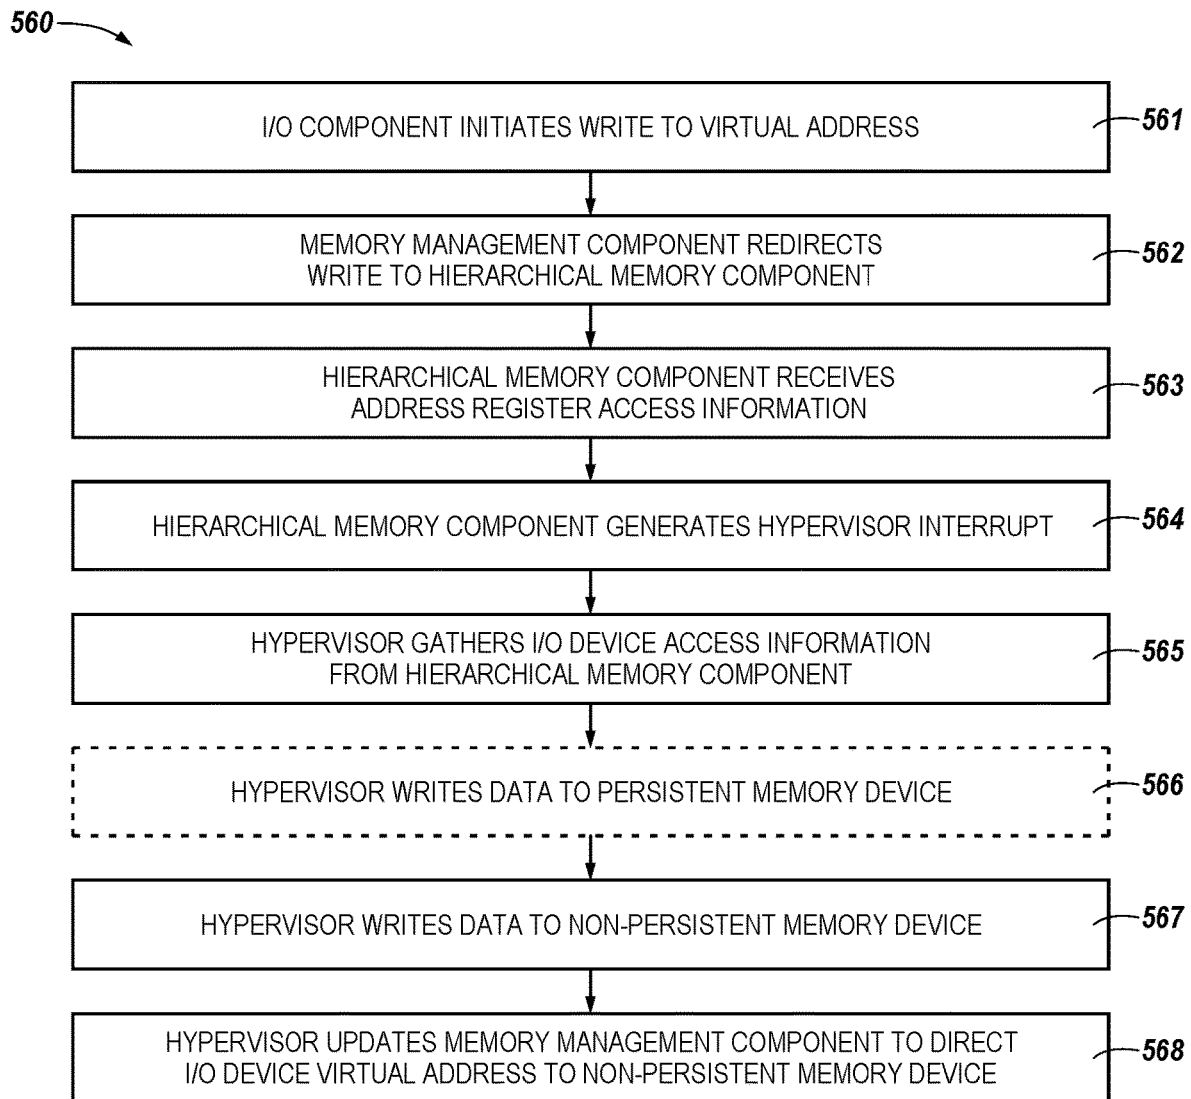 560
I/O COMPONENT INITIATES WRITE TO VIRTUAL ADDRESS
561
MEMORY MANAGEMENT COMPONENT REDIRECTS
WRITE TO HIERARCHICAL MEMORY COMPONENT
562
HIERARCHICAL MEMORY COMPONENT RECEIVES
ADDRESS REGISTER ACCESS INFORMATION
563
HIERARCHICAL MEMORY COMPONENT GENERATES HYPERVISOR INTERRUPT
564
HYPERVISOR GATHERS I/O DEVICE ACCESS INFORMATION
FROM HIERARCHICAL MEMORY COMPONENT
565
HYPERVISOR WRITES DATA TO PERSISTENT MEMORY DEVICE
566
HYPERVISOR WRITES DATA TO NON-PERSISTENT MEMORY DEVICE
567
HYPERVISOR UPDATES MEMORY MANAGEMENT COMPONENT TO DIRECT
I/O DEVICE VIRTUAL ADDRESS TO NON-PERSISTENT MEMORY DEVICE
568